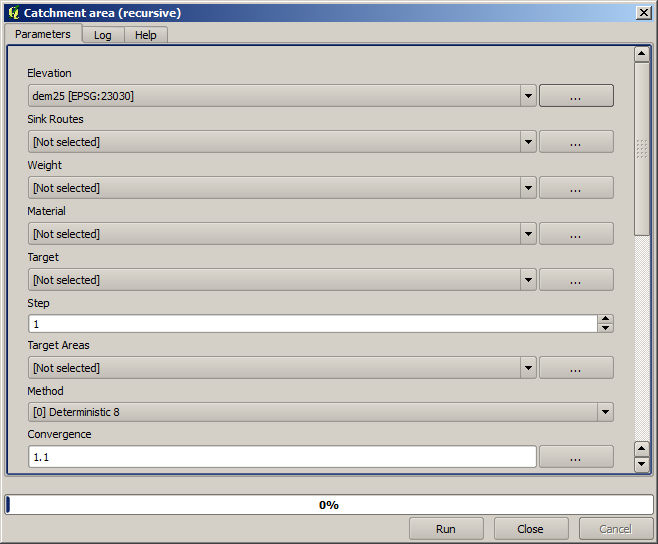 Catchment area (recursive)
Parameters Log Help
Elevation
dem25 [EPSG:23030] ...
Sink Routes
[Not selected] ...
Weight
[Not selected] ...
Material
[Not selected] ...
Target
[Not selected] ...
Step
1
Target Areas
[Not selected] ...
Method
[0] Deterministic 8
Convergence
1.1 ...
0%
Run Close Cancel